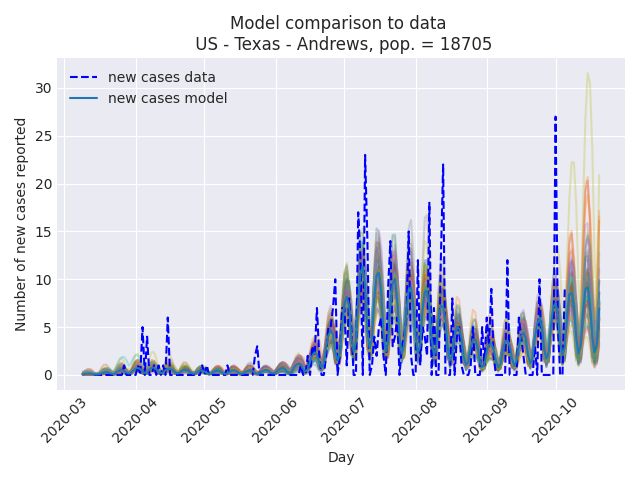 Model comparison to data
US - Texas - Andrews, pop. = 18705
new cases data
new cases model
Number of new cases reported
30
25
20
15
10
5
0
2020-03
2020-04
2020-05
2020-06
2020-07
2020-08
2020-09
2020-10
Day